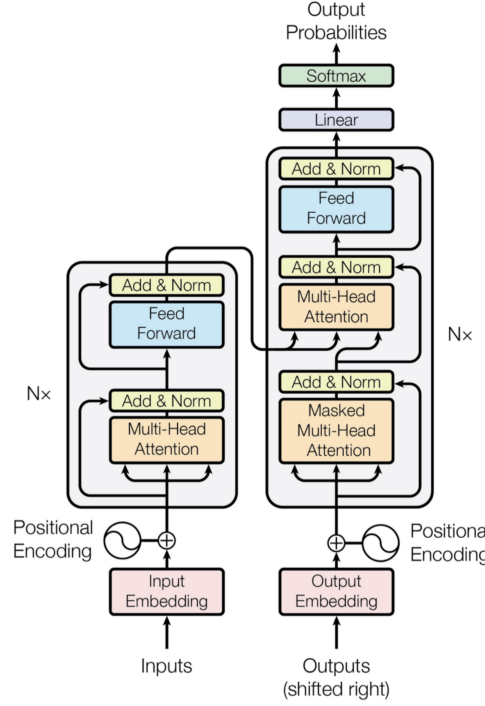 Output
Probabilities
Softmax
Linear
Add & Norm
Feed
Forward
Add & Norm
Multi-Head
Attention
Add & Norm
Masked
Multi-Head
Attention
Nx
Add & Norm
Feed
Forward
Add & Norm
Multi-Head
Attention
N×
Positional
Encoding
Input
Embedding
Inputs
Positional
Encoding
Output
Embedding
Outputs
(shifted right)